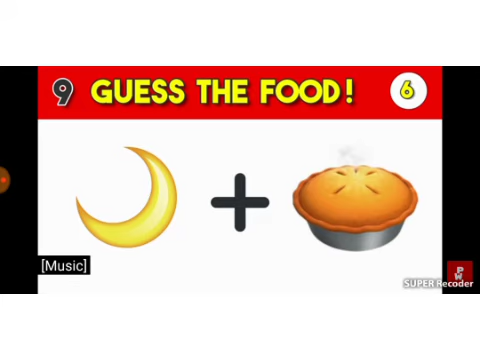 9 GUESS THE FOOD! 6
[Music]
P
W
SUPER Recoder